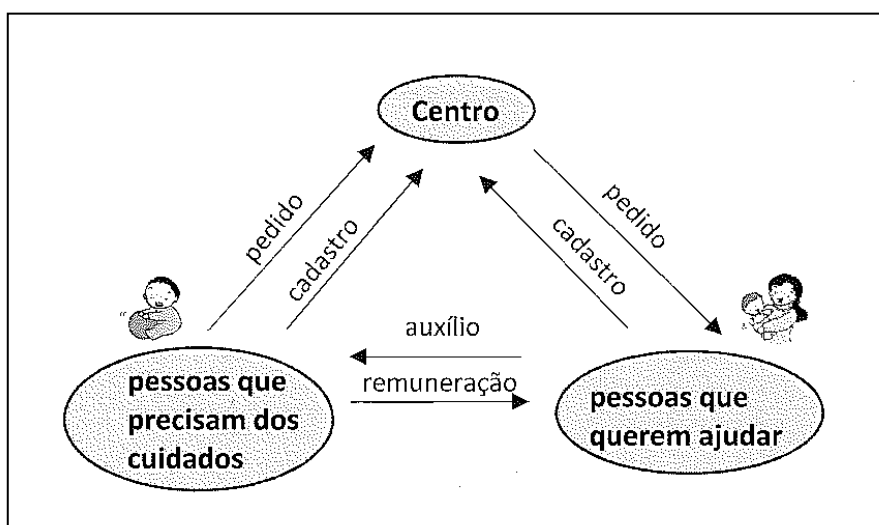 Centro
pedido
cadastro
cadastro
pedido
auxílio
remuneração
pessoas que
precisam dos
cuidados
pessoas que
querem ajudar